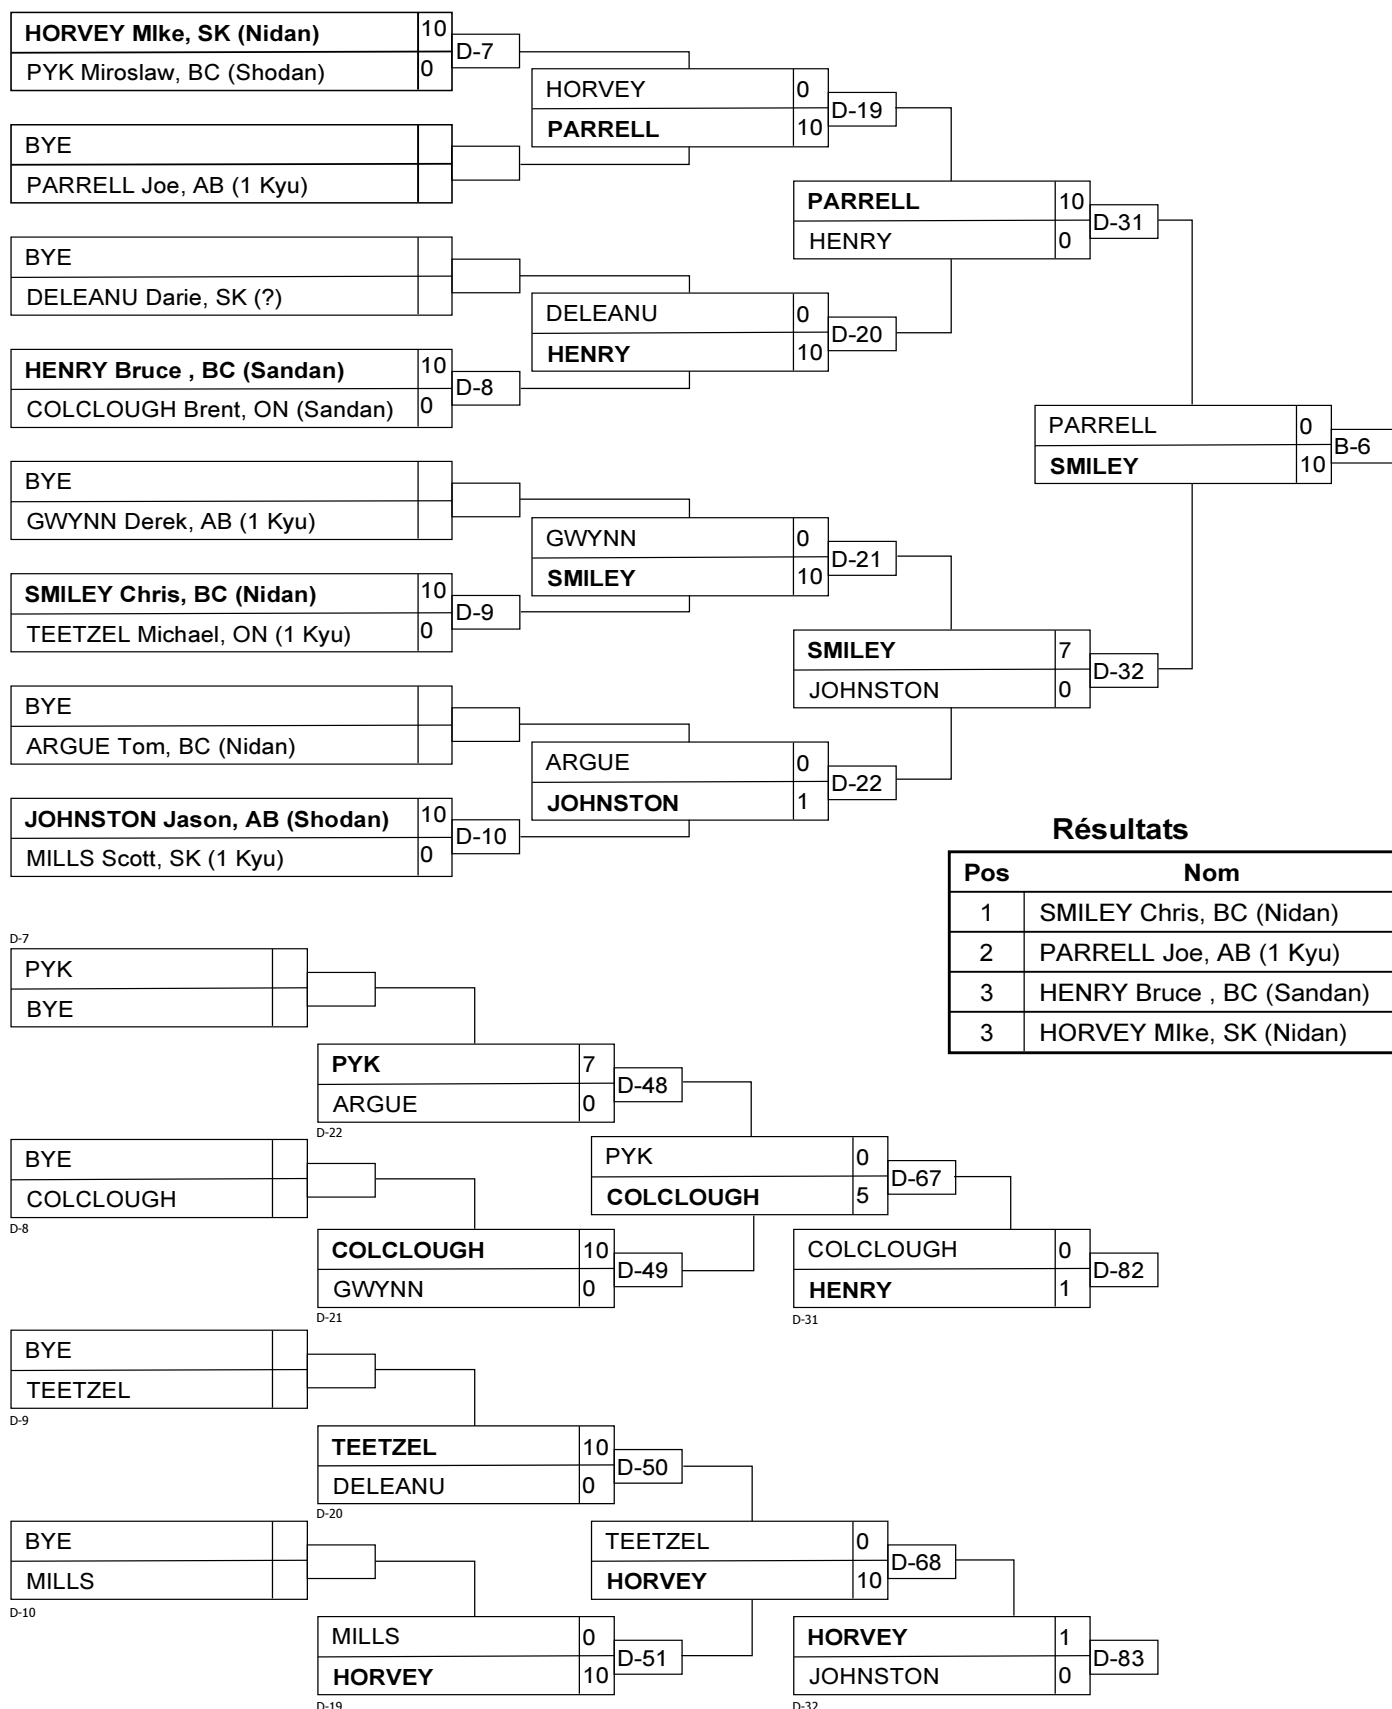 HORVEY MIke, SK (Nidan) 10
D-7
PYK Miroslaw, BC (Shodan) 0
HORVEY 0
D-19
PARRELL 10
BYE
PARRELL Joe, AB (1 Kyu)
PARRELL 10
D-31
HENRY 0
BYE
DELEANU Darie, SK (?)
DELEANU 0
D-20
HENRY 10
HENRY Bruce , BC (Sandan) 10
D-8
COLCLOUGH Brent, ON (Sandan) 0
PARRELL 0
B-6
SMILEY 10
BYE
GWYNN Derek, AB (1 Kyu)
GWYNN 0
D-21
SMILEY 10
SMILEY Chris, BC (Nidan) 10
D-9
TEETZEL Michael, ON (1 Kyu) 0
SMILEY 7
D-32
JOHNSTON 0
BYE
ARGUE Tom, BC (Nidan)
ARGUE 0
D-22
JOHNSTON 1
JOHNSTON Jason, AB (Shodan) 10
D-10
MILLS Scott, SK (1 Kyu) 0
Résultats
Pos Nom
1 SMILEY Chris, BC (Nidan)
2 PARRELL Joe, AB (1 Kyu)
3 HENRY Bruce , BC (Sandan)
3 HORVEY MIke, SK (Nidan)
D-7
PYK
BYE
PYK 7
D-48
ARGUE 0
D-22
BYE
COLCLOUGH
D-8
PYK 0
D-67
COLCLOUGH 5
COLCLOUGH 10
D-49
GWYNN 0
D-21
COLCLOUGH 0
D-82
HENRY 1
D-31
BYE
TEETZEL
D-9
TEETZEL 10
D-50
DELEANU 0
D-20
BYE
MILLS
D-10
TEETZEL 0
D-68
HORVEY 10
MILLS 0
D-51
HORVEY 10
D-19
HORVEY 1
D-83
JOHNSTON 0
D-32